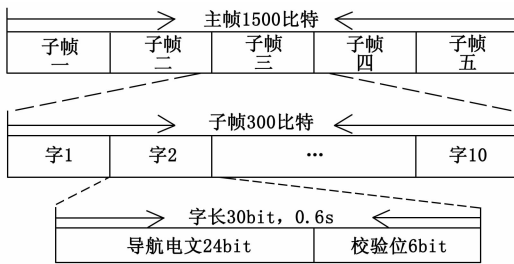 主帧1500比特
子帧一 子帧二 子帧三 子帧四 子帧五
子帧300比特
字1 字2 … 字10
字长30bit，0.6s
导航电文24bit 校验位6bit